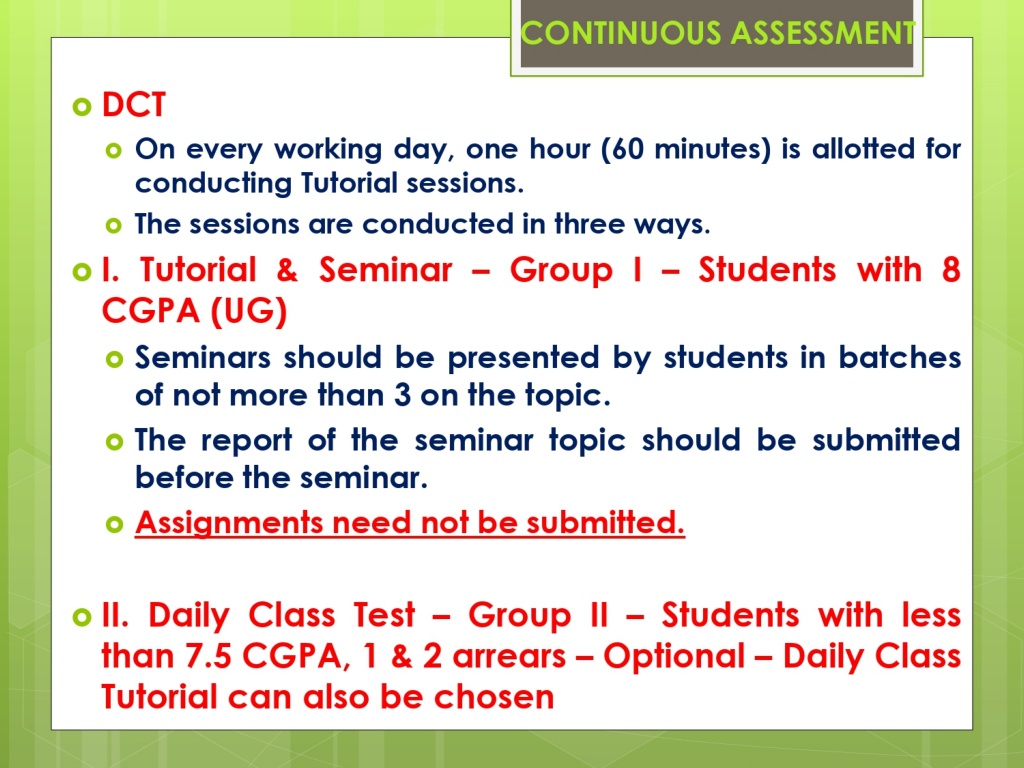 CONTINUOUS ASSESSMENT
DCT
On every working day, one hour (60 minutes) is allotted for
conducting Tutorial sessions.
The sessions are conducted in three ways.
I. Tutorial & Seminar – Group I – Students with 8
CGPA (UG)
Seminars should be presented by students in batches
of not more than 3 on the topic.
The report of the seminar topic should be submitted
before the seminar.
Assignments need not be submitted.
II. Daily Class Test – Group II – Students with less
than 7.5 CGPA, 1 & 2 arrears – Optional – Daily Class
Tutorial can also be chosen